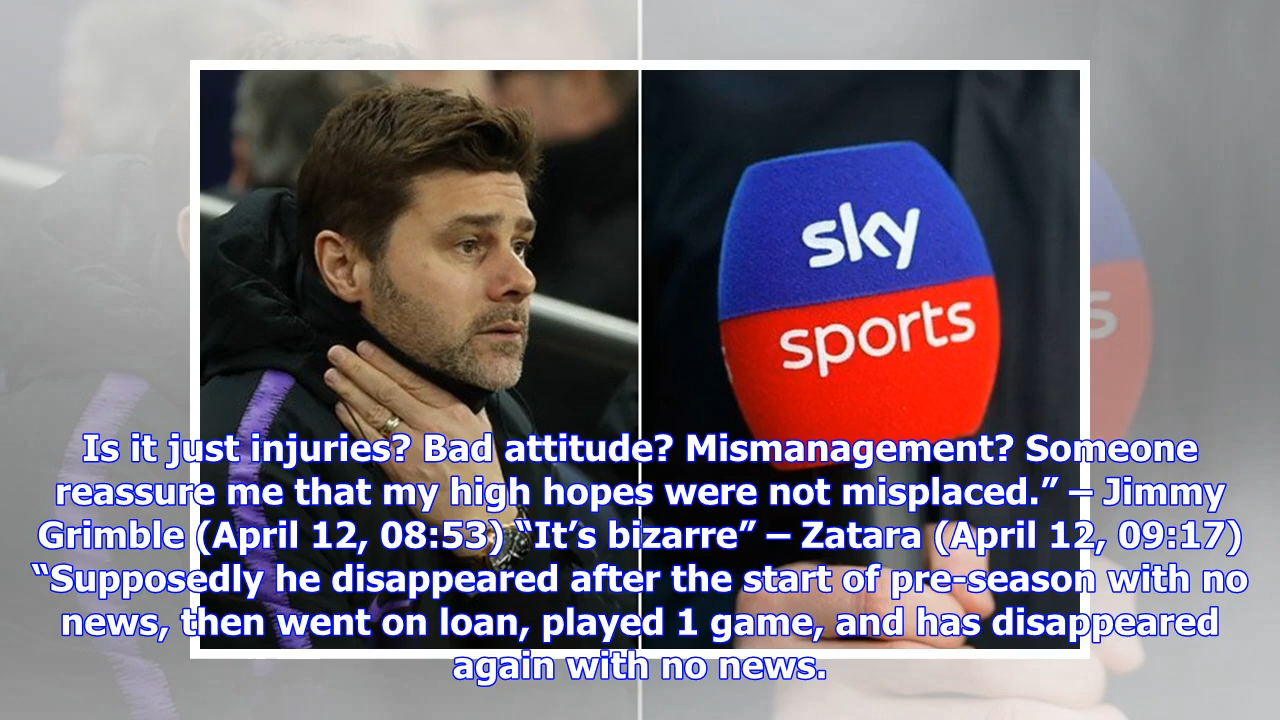 sky
sports
s
Is it just injuries? Bad attitude? Mismanagement? Someone
reassure me that my high hopes were not misplaced.” – Jimmy
Grimble (April 12, 08:53) “It’s bizarre” – Zatara (April 12, 09:17)
“Supposedly he disappeared after the start of pre-season with no
news, then went on loan, played 1 game, and has disappeared
again with no news.